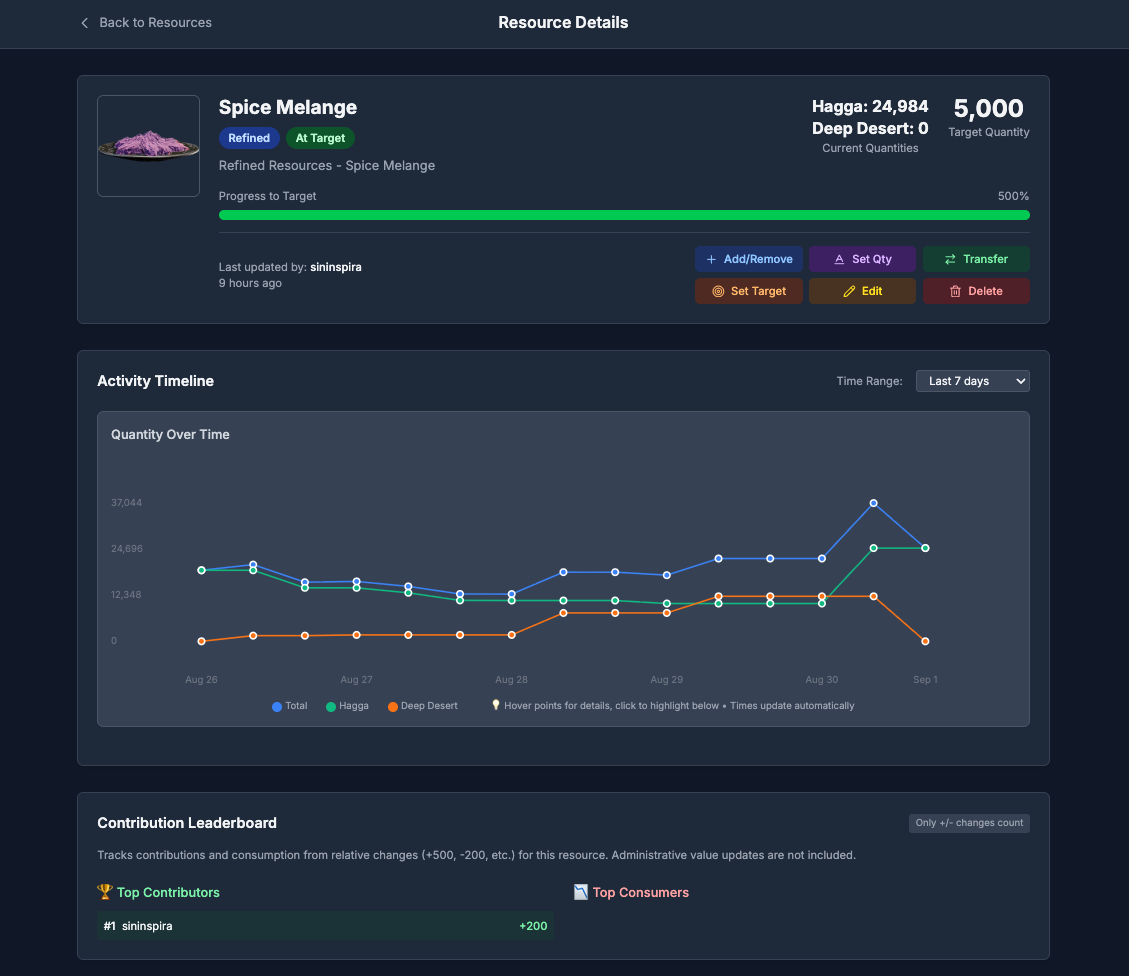 Back to Resources
Resource Details
Spice Melange
Refined
At Target
Refined Resources - Spice Melange
Hagga: 24,984
Deep Desert: 0
Current Quantities
5,000
Target Quantity
Progress to Target
500%
Last updated by: sininspira
9 hours ago
Add/Remove
Set Qty
Transfer
Set Target
Edit
Delete
Activity Timeline
Time Range:
Last 7 days
Quantity Over Time
37,044
24,696
12,348
0
Aug 26
Aug 27
Aug 28
Aug 29
Aug 30
Sep 1
Total
Hagga
Deep Desert
Hover points for details, click to highlight below • Times update automatically
Contribution Leaderboard
Only +/- changes count
Tracks contributions and consumption from relative changes (+500, -200, etc.) for this resource. Administrative value updates are not included.
Top Contributors
Top Consumers
#1 sininspira
+200